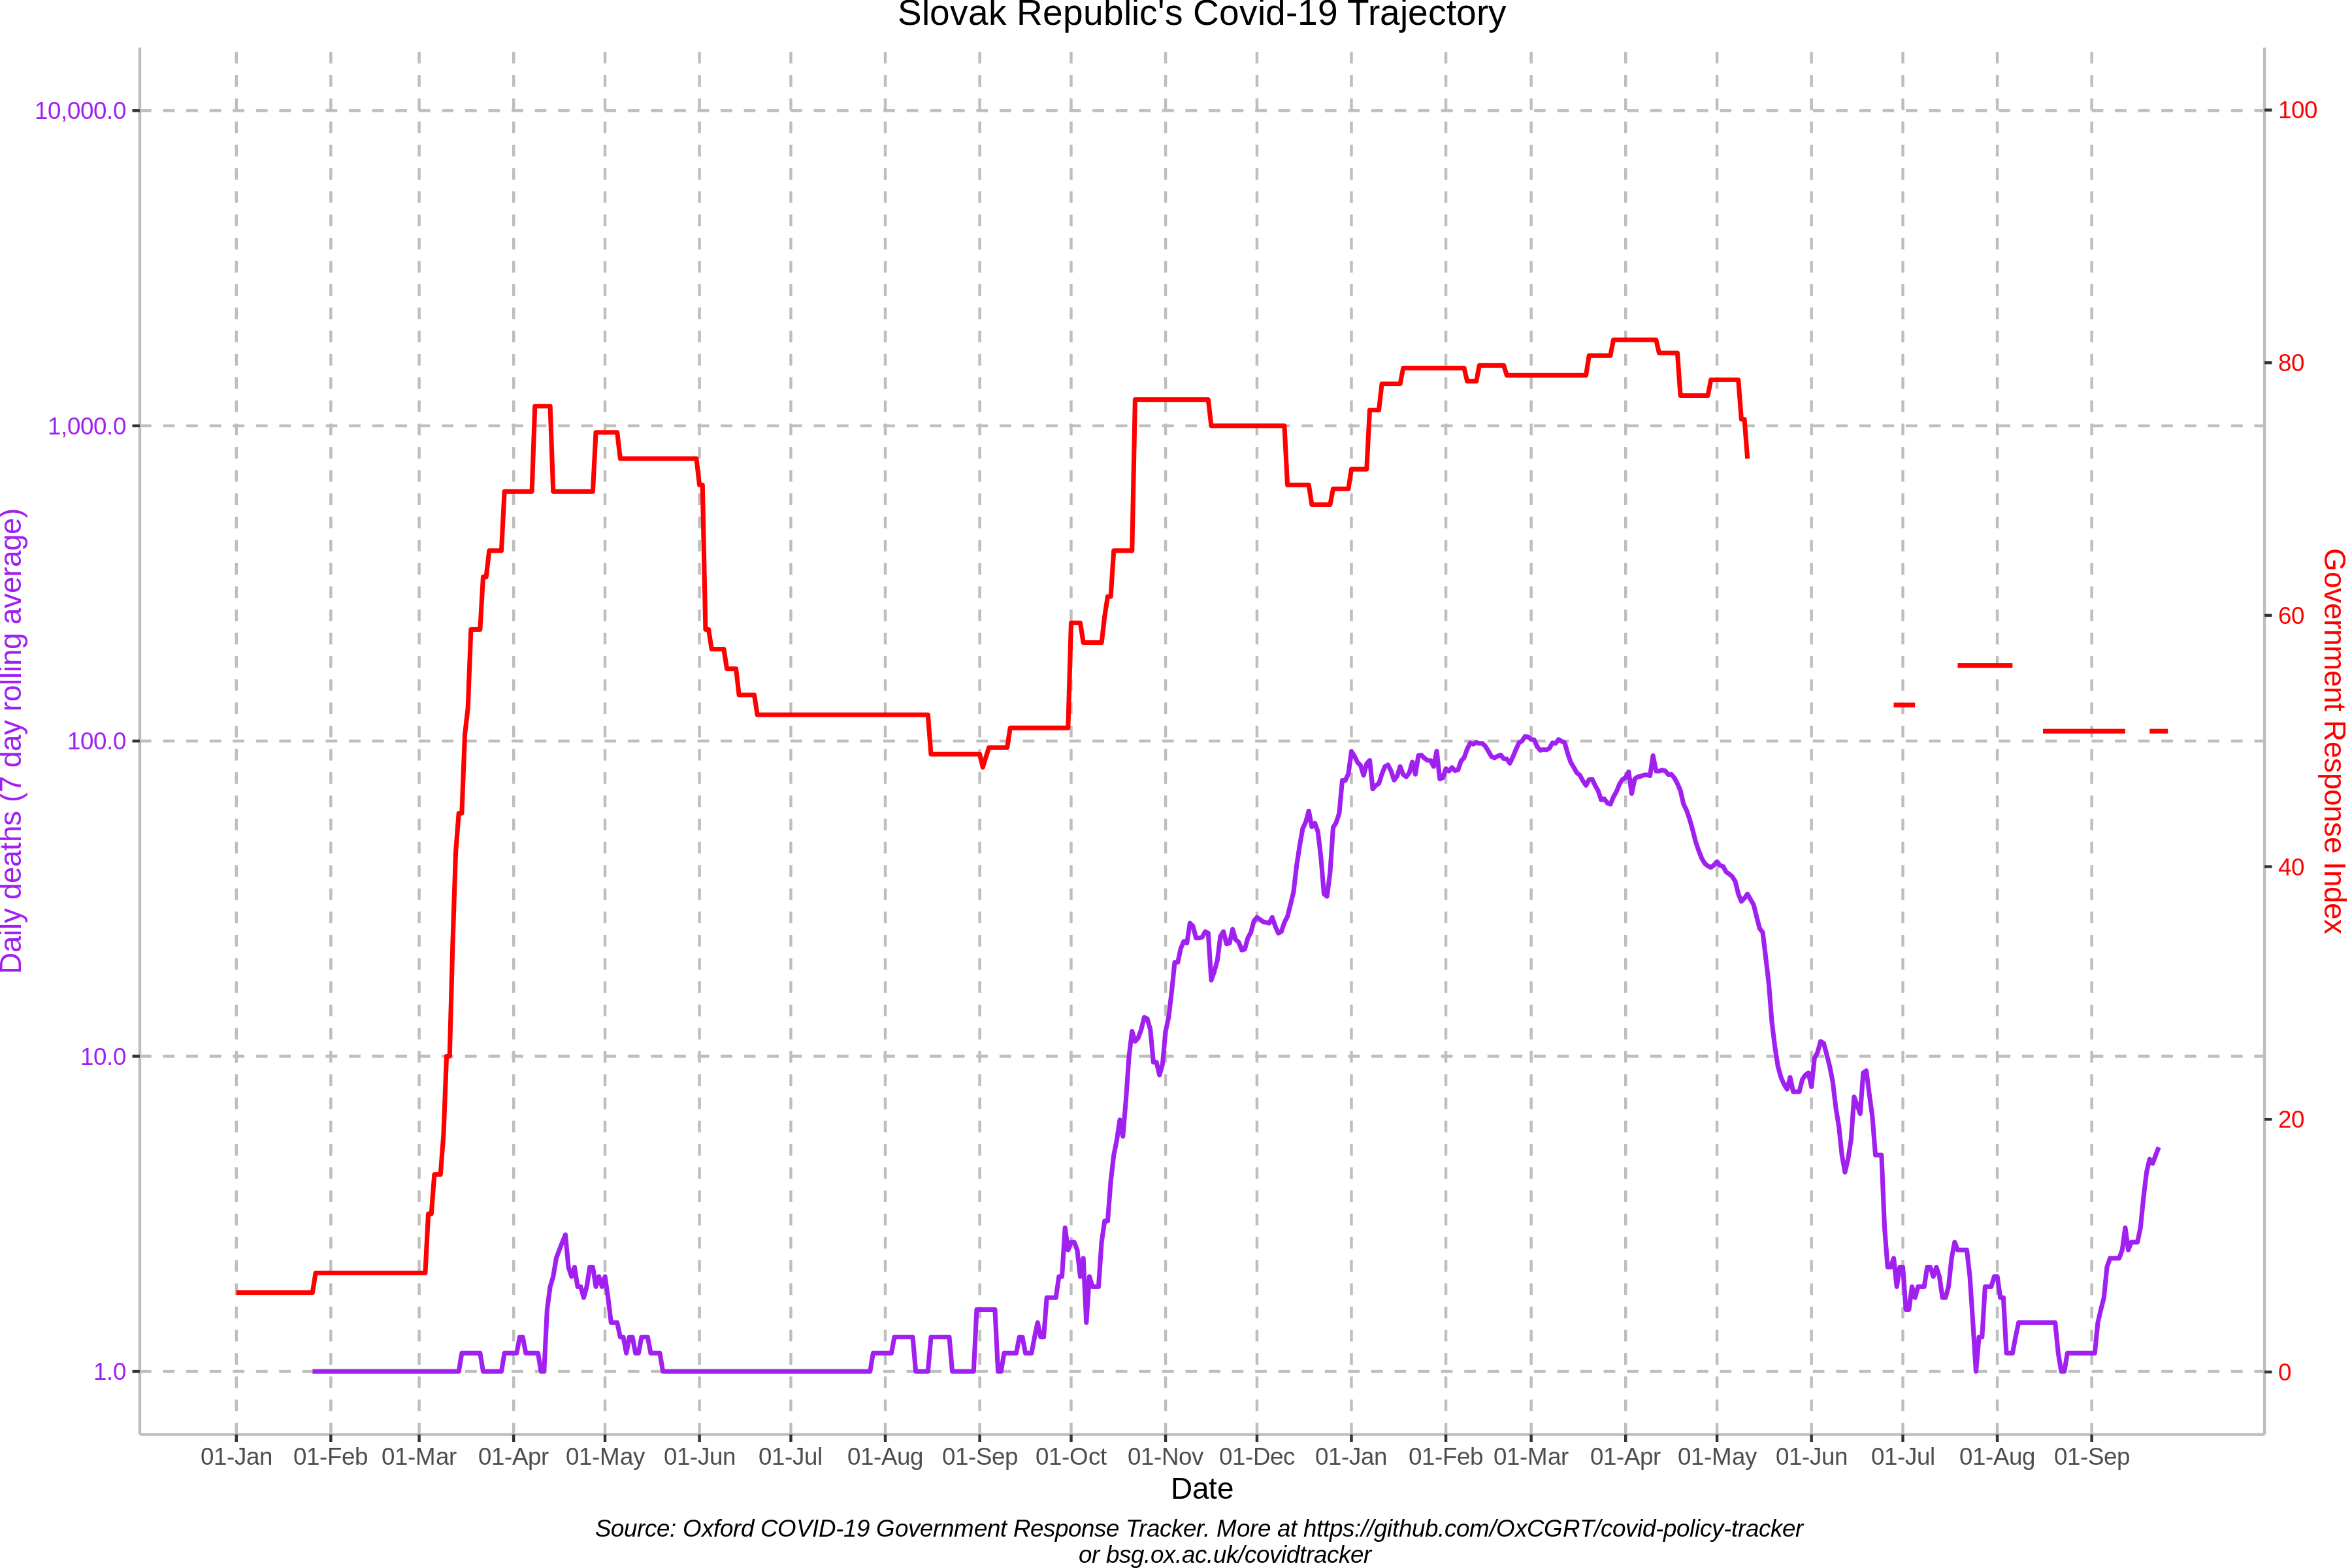 Slovak Republic's Covid-19 Trajectory
10,000.0
1,000.0
100.0
10.0
1.0
Daily deaths (7 day rolling average)
100
80
60
40
20
0
Government Response Index
01-Jan 01-Feb 01-Mar 01-Apr 01-May 01-Jun 01-Jul 01-Aug 01-Sep 01-Oct 01-Nov 01-Dec 01-Jan 01-Feb 01-Mar 01-Apr 01-May 01-Jun 01-Jul 01-Aug 01-Sep
Date
Source: Oxford COVID-19 Government Response Tracker. More at https://github.com/OxCGRT/covid-policy-tracker
or bsg.ox.ac.uk/covidtracker